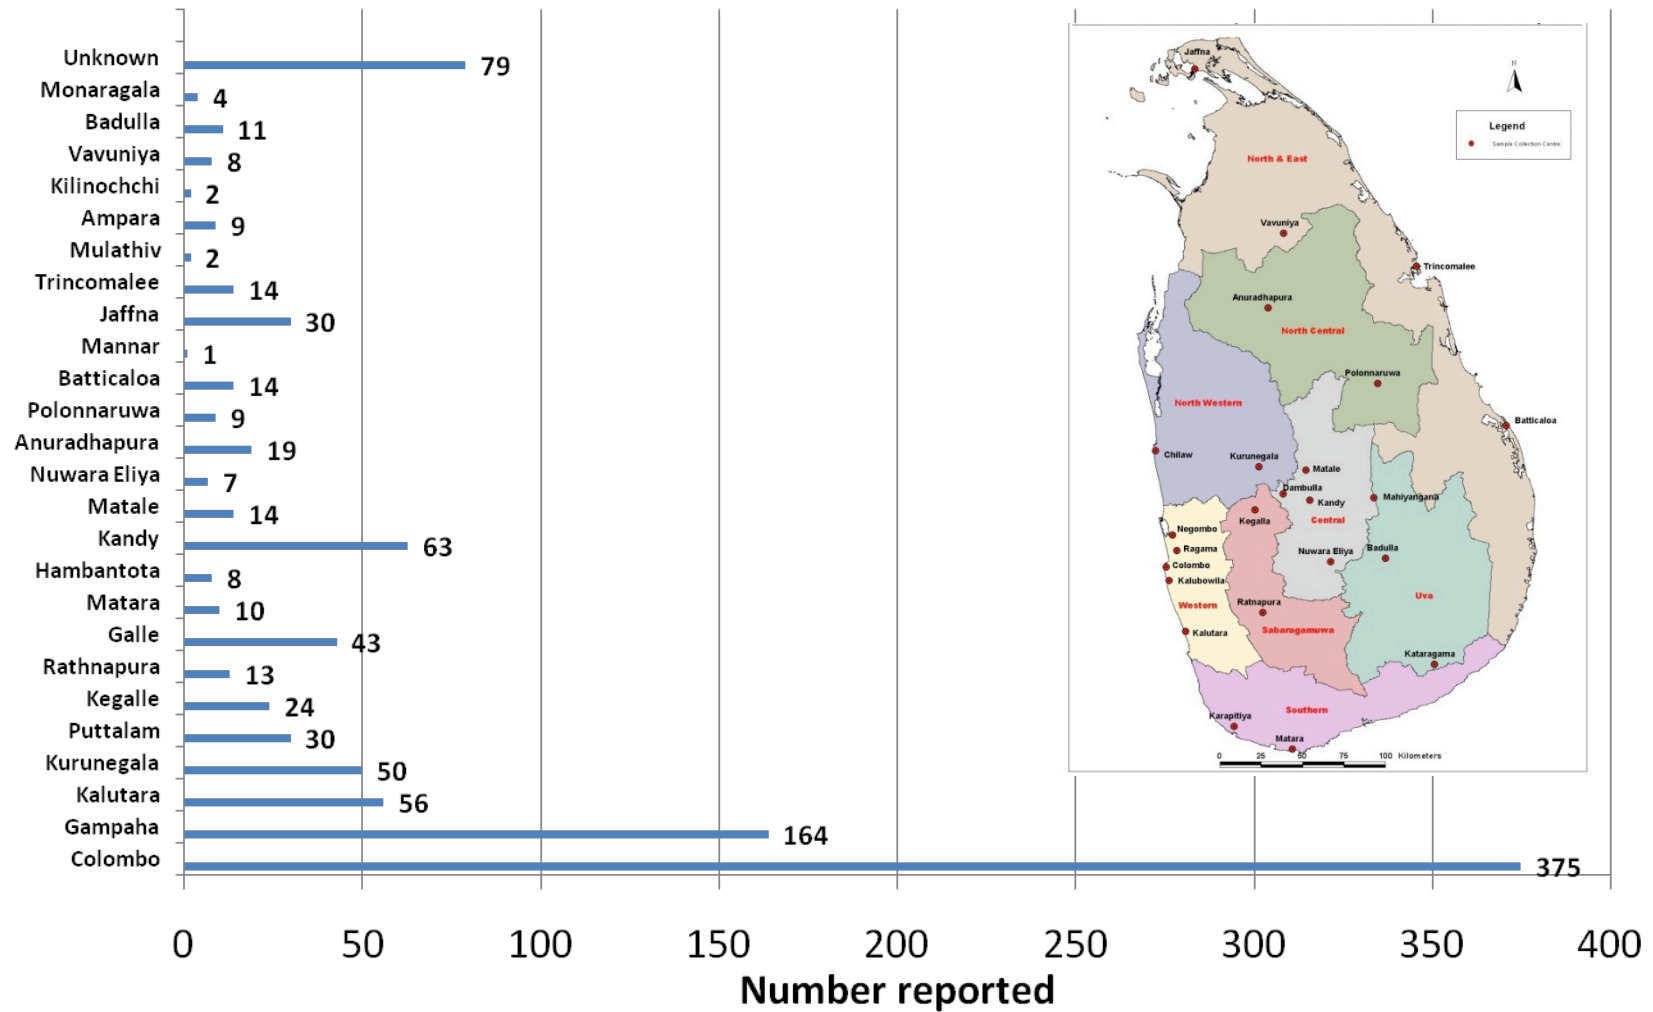 Unknown 79
Monaragala 4
Badulla 11
Vavuniya 8
Kilinochchi 2
Ampara 9
Mulathiv 2
Trincomalee 14
Jaffna 30
Mannar 1
Batticaloa 14
Polonnaruwa 9
Anuradhapura 19
Nuwara Eliya 7
Matale 14
Kandy 63
Hambantota 8
Matara 10
Galle 43
Rathnapura 13
Kegalle 24
Puttalam 30
Kurunegala 50
Kalutara 56
Gampaha 164
Colombo 375
0 50 100 150 200 250 300 350 400
Number reported
Jaffna
N
Legend
Sample Collection Centre
North & East
Vavuniya
Trincomalee
Anuradhapura
North Central
Polonnaruwa
North Western
Batticaloa
Chilaw
Kurunegala
Matale
Dambulla
Mahiyangana
Kandy
Kegalla
Central
Negombo
Ragama
Nuwara Eliya
Badulla
Colombo
Kalubowila
Uva
Western
Ratnapura
Sabaragamuwa
Kalutara
Kataragama
Southern
Karapitiya
Matara
0 25 50 75 100 Kilometers